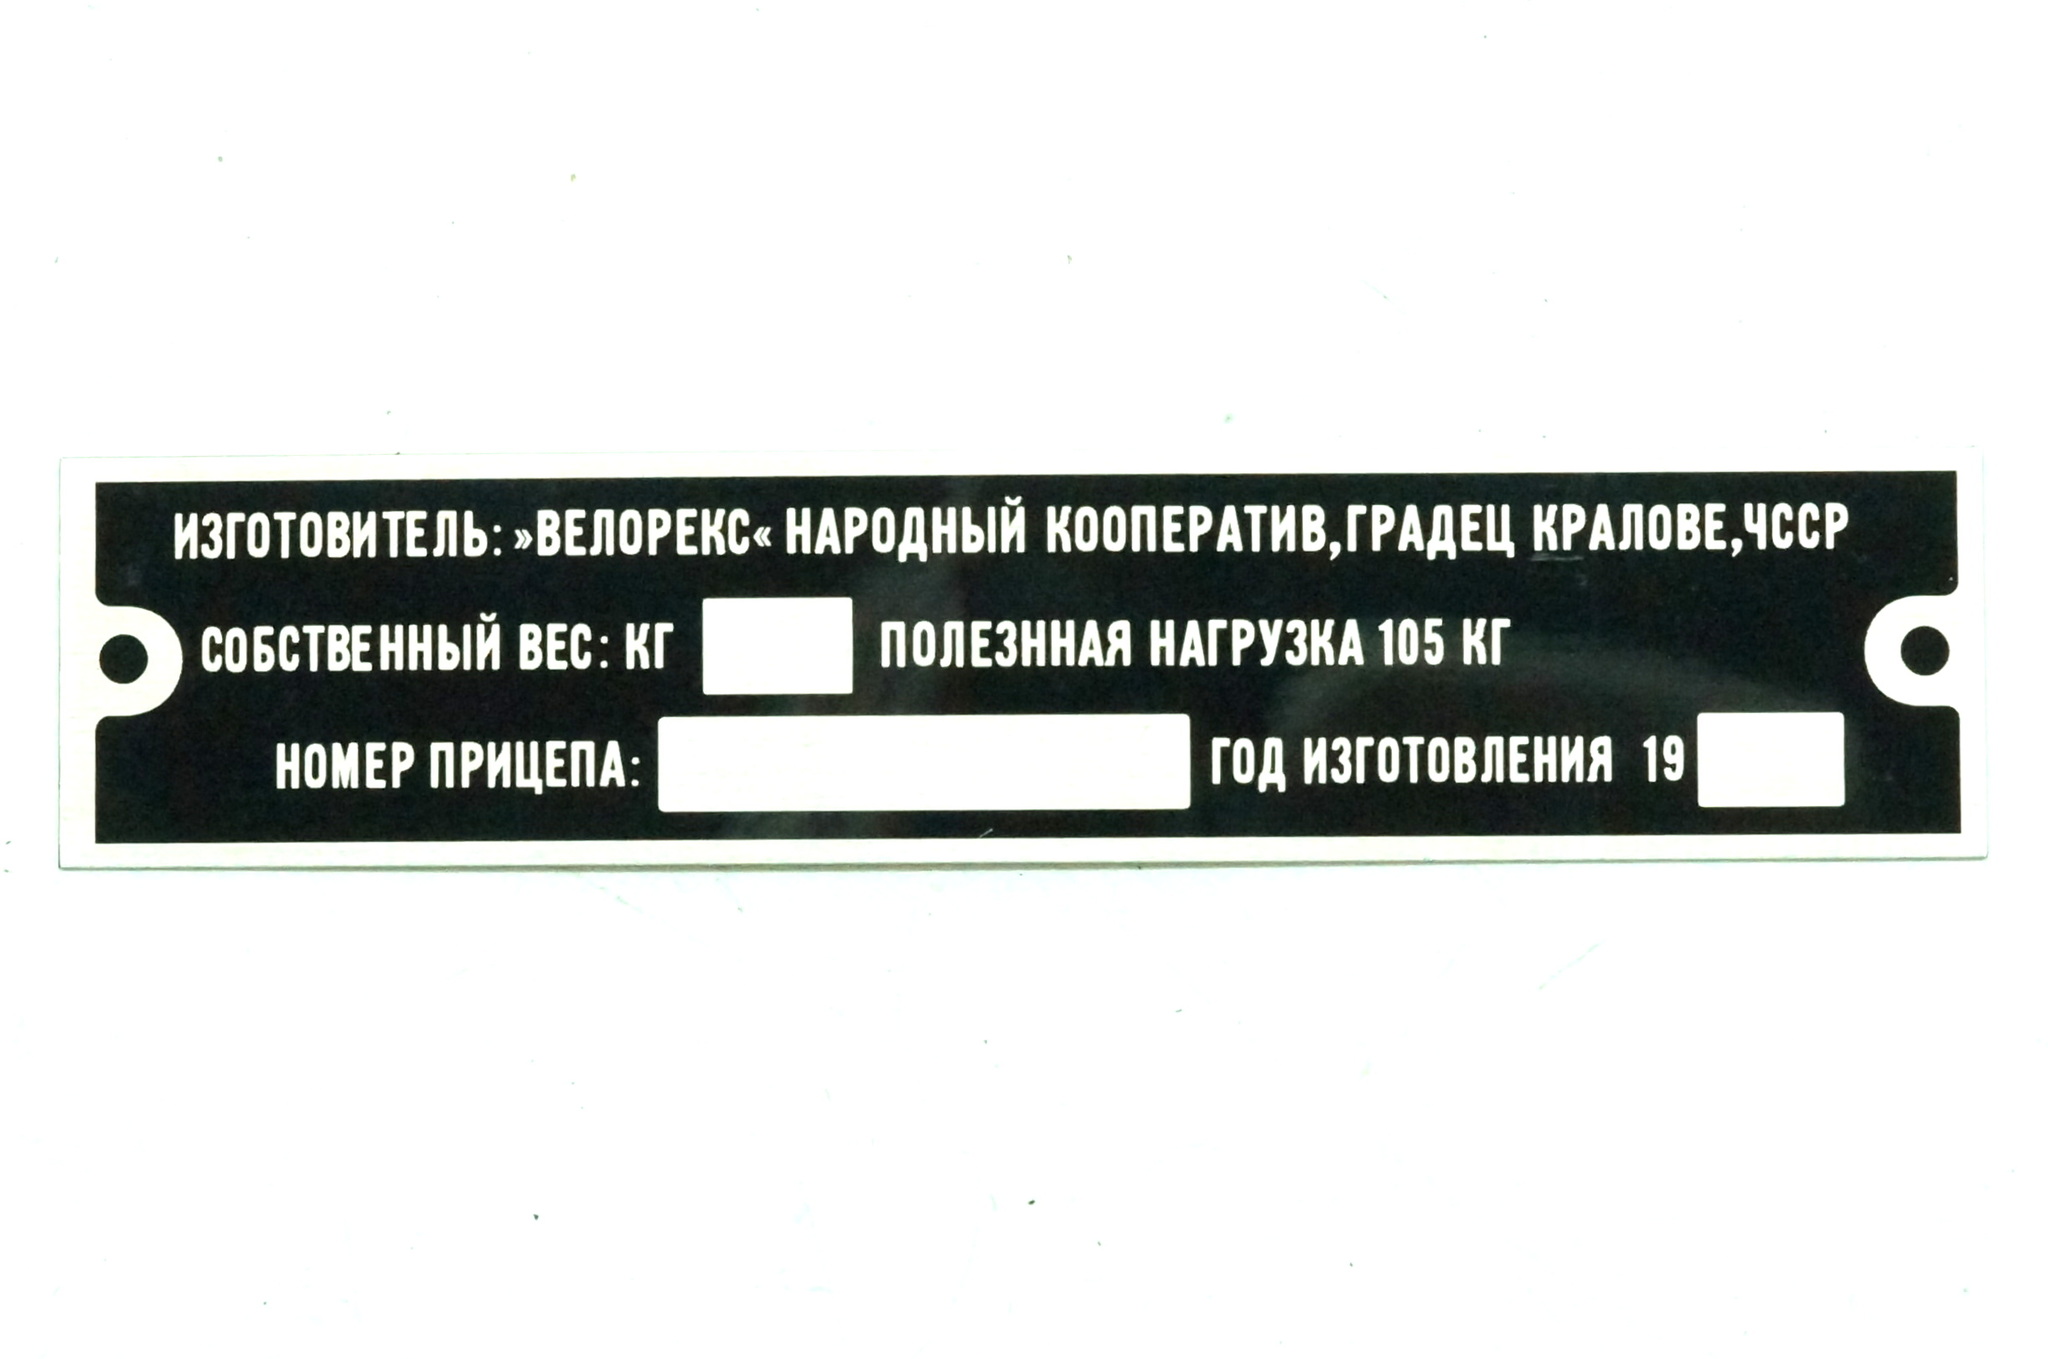 ИЗГОТОВИТЕЛЬ: »ВЕЛОРЕКС« НАРОДНЫЙ КООПЕРАТИВ,ГРАДЕЦ КРАЛОВЕ,ЧССР
СОБСТВЕННЫЙ ВЕС: КГ ПОЛЕЗННАЯ НАГРУЗКА 105 КГ
НОМЕР ПРИЦЕПА: ГОД ИЗГОТОВЛЕНИЯ 19